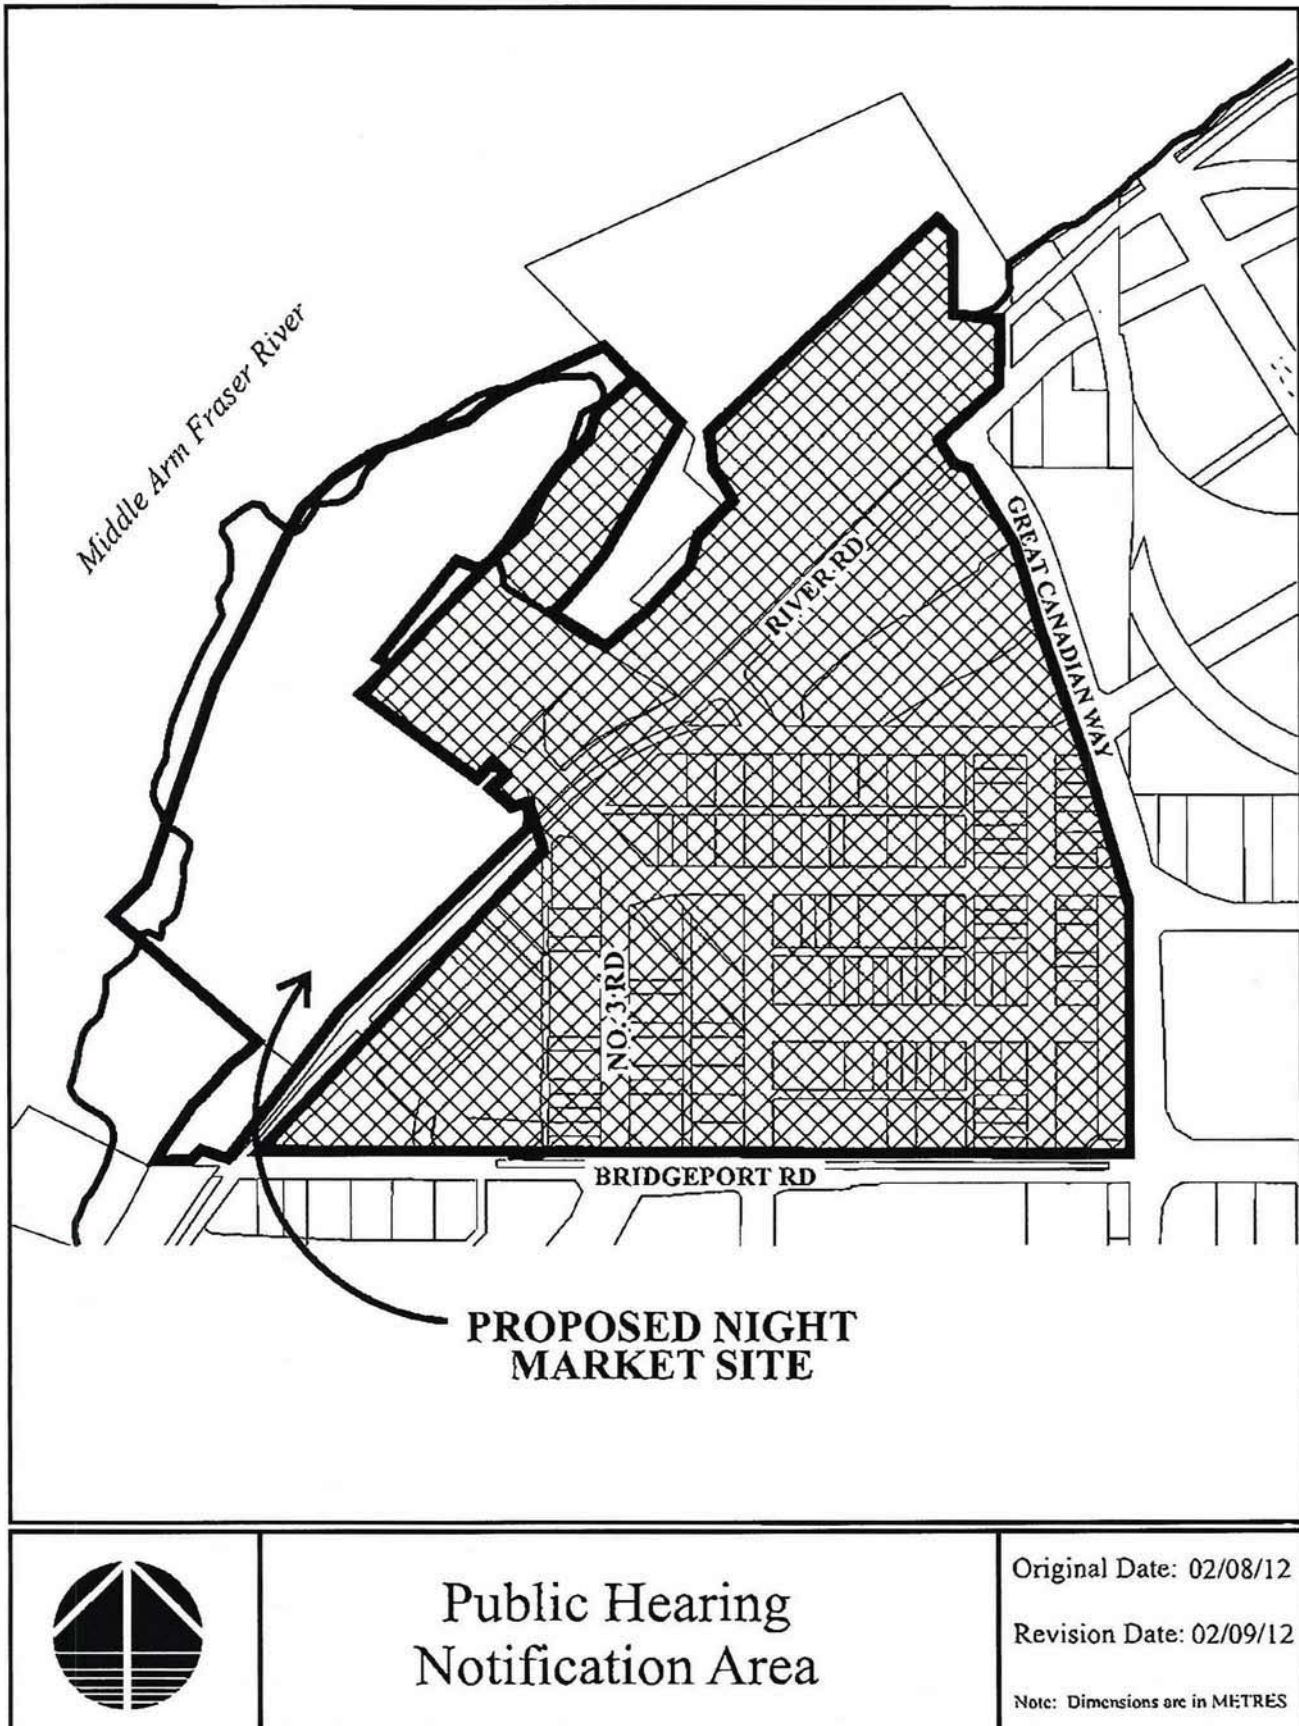 Middle Arm Fraser River
RIVER RD
GREAT CANADIAN WAY
NO. 3 RD
BRIDGEPORT RD
PROPOSED NIGHT
MARKET SITE
Public Hearing
Notification Area
Original Date: 02/08/12
Revision Date: 02/09/12
Note: Dimensions are in METRES